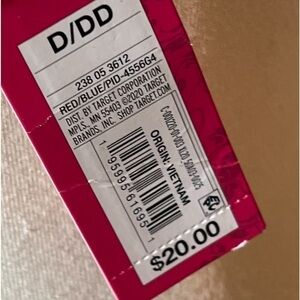 D/DD
238 05 3612
RED/BLUE/PID-4556G4
DIST. BY TARGET CORPORATION
MPLS, MN 55403 ©2020 TARGET
BRANDS, INC. SHOP TARGET.COM
ORIGIN: VIETNAM
$20.00